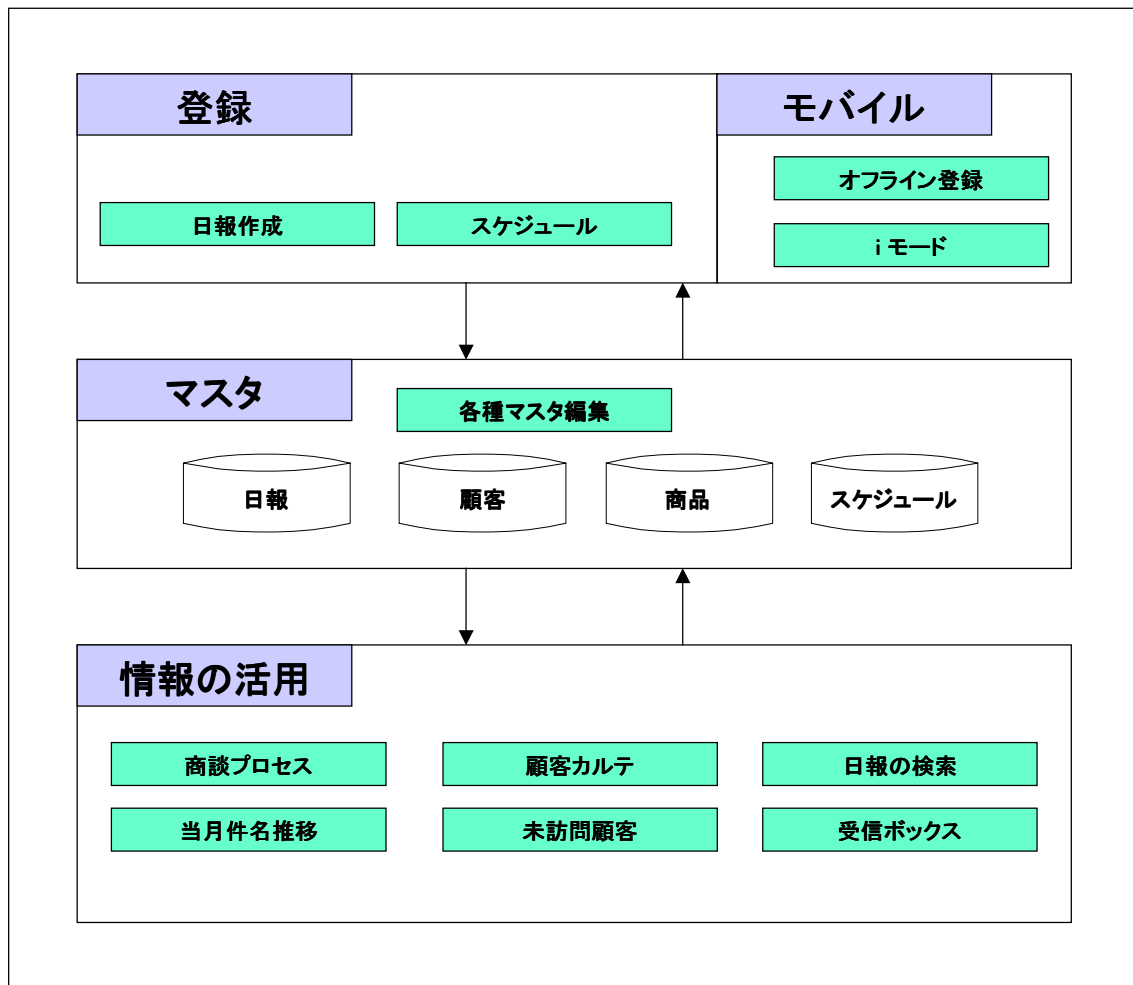 登録
モバイル
オフライン登録
日報作成
スケジュール
i モード
マスタ
各種マスタ編集
日報
顧客
商品
スケジュール
情報の活用
商談プロセス
顧客カルテ
日報の検索
当月件名推移
未訪問顧客
受信ボックス